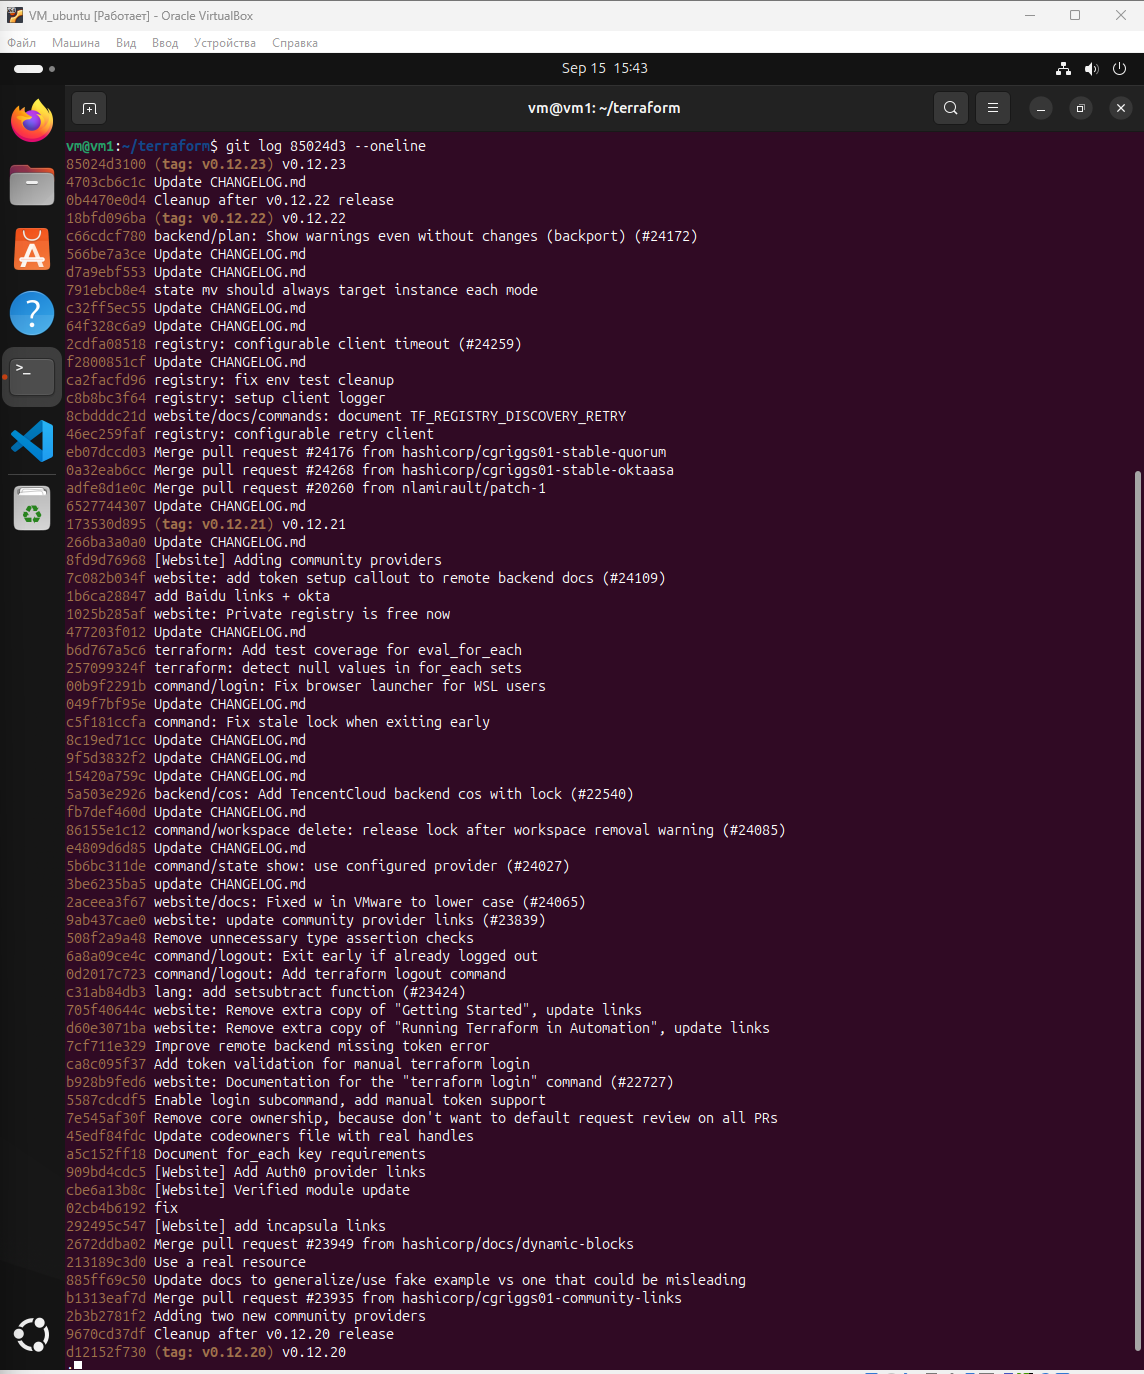 VM_ubuntu [Работает] - Oracle VirtualBox
Файл Машина Вид Ввод Устройства Справка
Sep 15 15:43
vm@vm1: ~/terraform
vm@vm1:~/terraform$ git log 85024d3 --oneline
85024d3100 (tag: v0.12.23) v0.12.23
4703cb6c1c Update CHANGELOG.md
0b4470e0d4 Cleanup after v0.12.22 release
18bfd096ba (tag: v0.12.22) v0.12.22
c66cdcf780 backend/plan: Show warnings even without changes (backport) (#24172)
566be7a3ce Update CHANGELOG.md
d7a9ebf553 Update CHANGELOG.md
791ebcb8e4 state mv should always target instance each mode
c32ff5ec55 Update CHANGELOG.md
64f328c6a9 Update CHANGELOG.md
2cdfa08518 registry: configurable client timeout (#24259)
f2800851cf Update CHANGELOG.md
ca2facfd96 registry: fix env test cleanup
c8b8bc3f64 registry: setup client logger
8cbdddc21d website/docs/commands: document TF_REGISTRY_DISCOVERY_RETRY
46ec259faf registry: configurable retry client
eb07dccd03 Merge pull request #24176 from hashicorp/cgriggs01-stable-quorum
0a32eab6cc Merge pull request #24268 from hashicorp/cgriggs01-stable-oktaasa
adfe8d1e0c Merge pull request #20260 from nlamirault/patch-1
6527744307 Update CHANGELOG.md
173530d895 (tag: v0.12.21) v0.12.21
266ba3a0a0 Update CHANGELOG.md
8fd9d76968 [Website] Adding community providers
7c082b034f website: add token setup callout to remote backend docs (#24109)
1b6ca28847 add Baidu links + okta
1025b285af website: Private registry is free now
477203f012 Update CHANGELOG.md
b6d767a5c6 terraform: Add test coverage for eval_for_each
257099324f terraform: detect null values in for_each sets
00b9f2291b command/login: Fix browser launcher for WSL users
049f7bf95e Update CHANGELOG.md
c5f181ccfa command: Fix stale lock when exiting early
8c19ed71cc Update CHANGELOG.md
9f5d3832f2 Update CHANGELOG.md
15420a759c Update CHANGELOG.md
5a503e2926 backend/cos: Add TencentCloud backend cos with lock (#22540)
fb7def460d Update CHANGELOG.md
86155e1c12 command/workspace delete: release lock after workspace removal warning (#24085)
e4809d6d85 Update CHANGELOG.md
5b6bc311de command/state show: use configured provider (#24027)
3be6235ba5 update CHANGELOG.md
2aceea3f67 website/docs: Fixed w in VMware to lower case (#24065)
9ab437cae0 website: update community provider links (#23839)
508f2a9a48 Remove unnecessary type assertion checks
6a8a09ce4c command/logout: Exit early if already logged out
0d2017c723 command/logout: Add terraform logout command
c31ab84db3 lang: add setsubtract function (#23424)
705f40644c website: Remove extra copy of "Getting Started", update links
d60e3071ba website: Remove extra copy of "Running Terraform in Automation", update links
7cf711e329 Improve remote backend missing token error
ca8c095f37 Add token validation for manual terraform login
b928b9fed6 website: Documentation for the "terraform login" command (#22727)
5587cdcdf5 Enable login subcommand, add manual token support
7e545af30f Remove core ownership, because don't want to default request review on all PRs
45edf84fdc Update codeowners file with real handles
a5c152ff18 Document for_each key requirements
909bd4cdc5 [Website] Add Auth0 provider links
cbe6a13b8c [Website] Verified module update
02cb4b6192 fix
292495c547 [Website] add incapsula links
2672ddba02 Merge pull request #23949 from hashicorp/docs/dynamic-blocks
213189c3d0 Use a real resource
885ff69c50 Update docs to generalize/use fake example vs one that could be misleading
b1313eaf7d Merge pull request #23935 from hashicorp/cgriggs01-community-links
2b3b2781f2 Adding two new community providers
9670cd37df Cleanup after v0.12.20 release
d12152f730 (tag: v0.12.20) v0.12.20